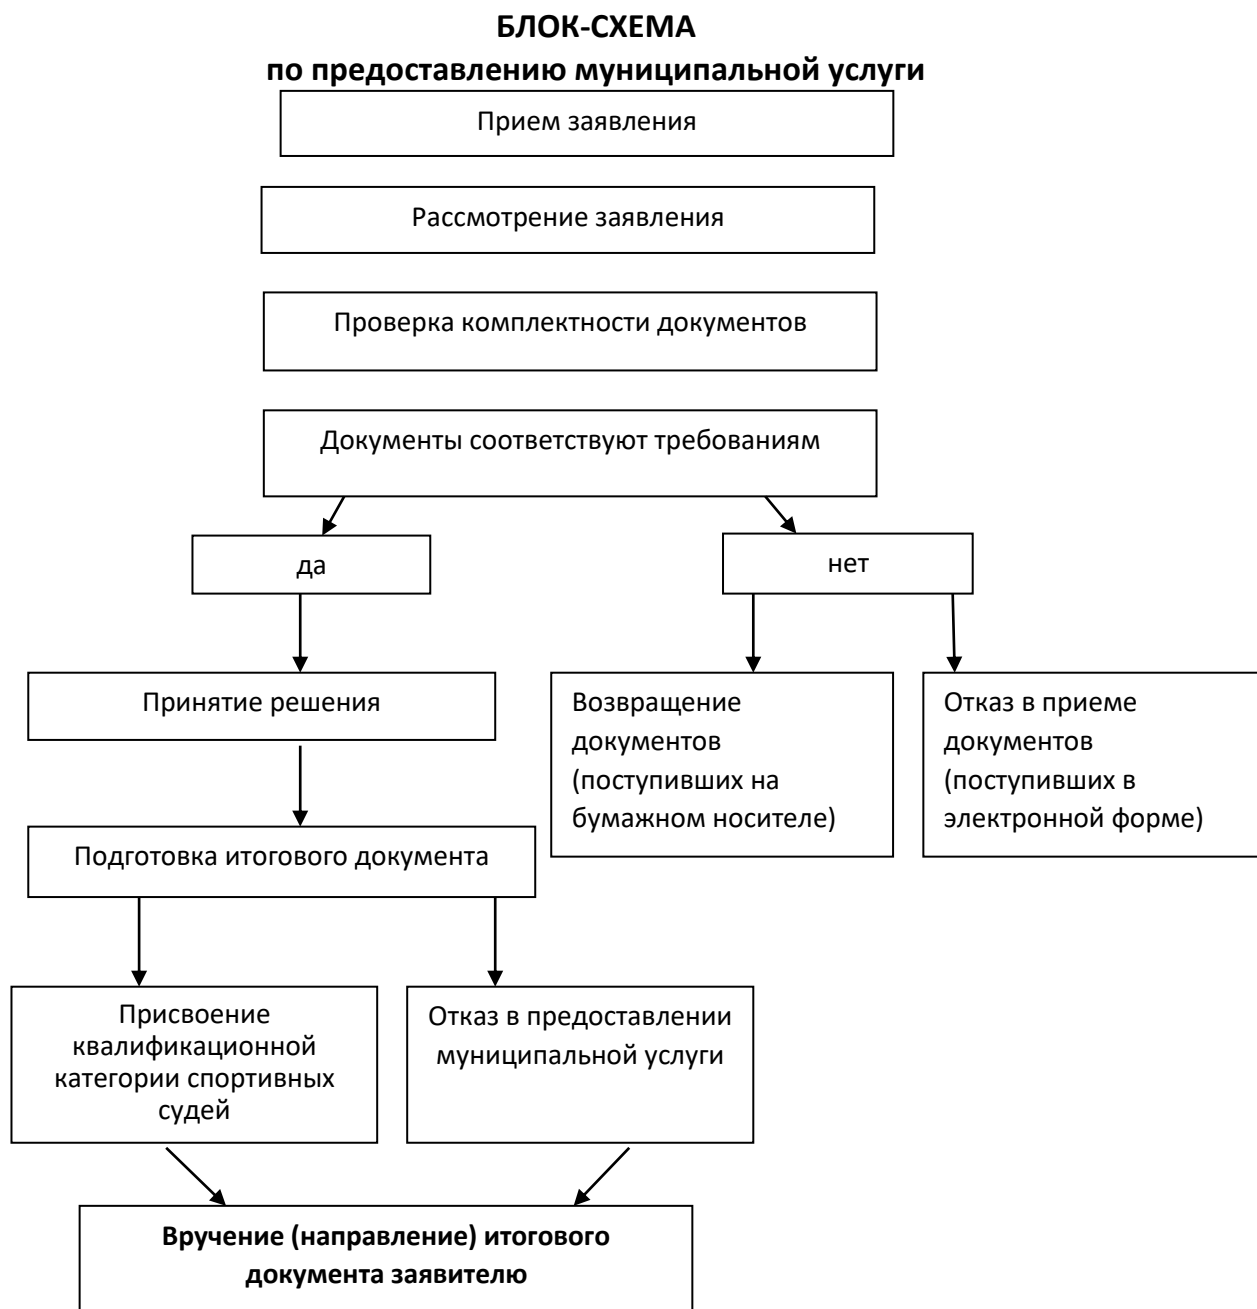 БЛОК-СХЕМА
по предоставлению муниципальной услуги
Прием заявления
Рассмотрение заявления
Проверка комплектности документов
Документы соответствуют требованиям
да
нет
Принятие решения
Возвращение
документов
(поступивших на
бумажном носителе)
Отказ в приеме
документов
(поступивших в
электронной форме)
Подготовка итогового документа
Присвоение
квалификационной
категории спортивных
судей
Отказ в предоставлении
муниципальной услуги
Вручение (направление) итогового
документа заявителю